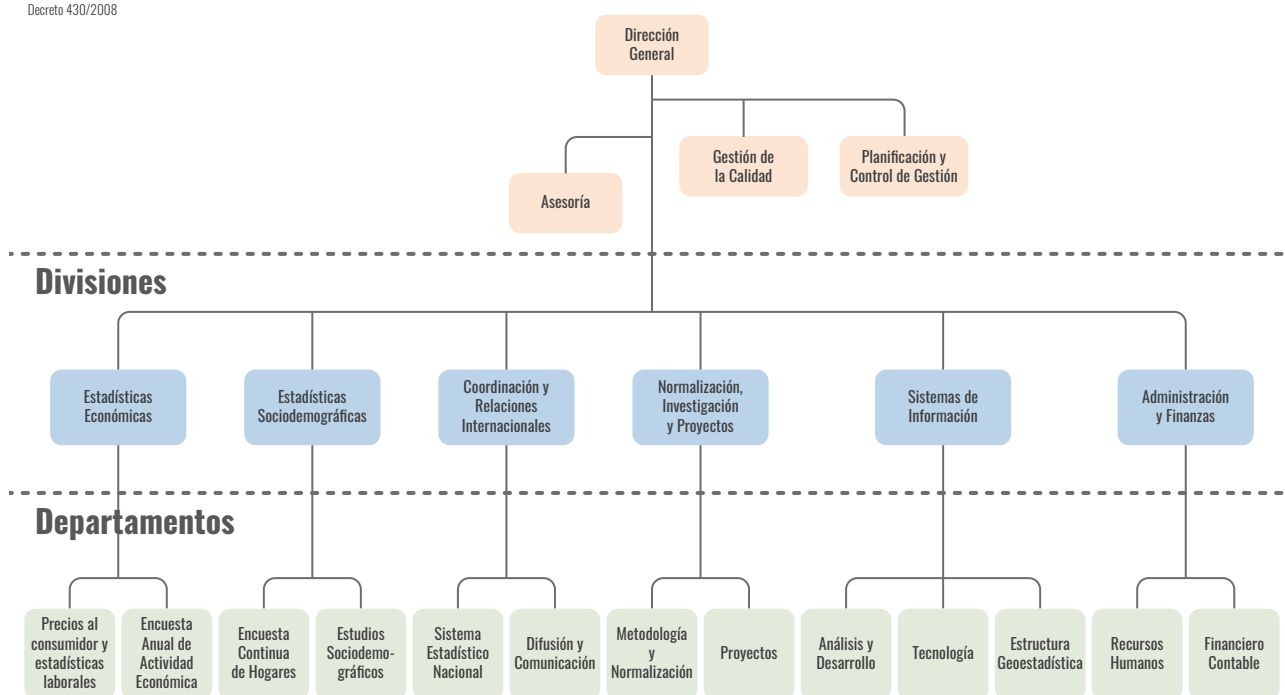 Decreto 430/2008
Dirección
General
Gestión de
la Calidad
Planificación y
Control de Gestión
Asesoría
Divisiones
Estadísticas
Económicas
Estadísticas
Sociodemográficas
Coordinación y
Relaciones
Internacionales
Normalización,
Investigación
y Proyectos
Sistemas de
Información
Administración
y Finanzas
Departamentos
Precios al
consumidor y
estadísticas
laborales
Encuesta
Anual de
Actividad
Económica
Encuesta
Continua
de Hogares
Estudios
Sociodemo-
gráficos
Sistema
Estadístico
Nacional
Difusión y
Comunicación
Metodología
y
Normalización
Proyectos
Análisis y
Desarrollo
Tecnología
Estructura
Geoestadística
Recursos
Humanos
Financiero
Contable